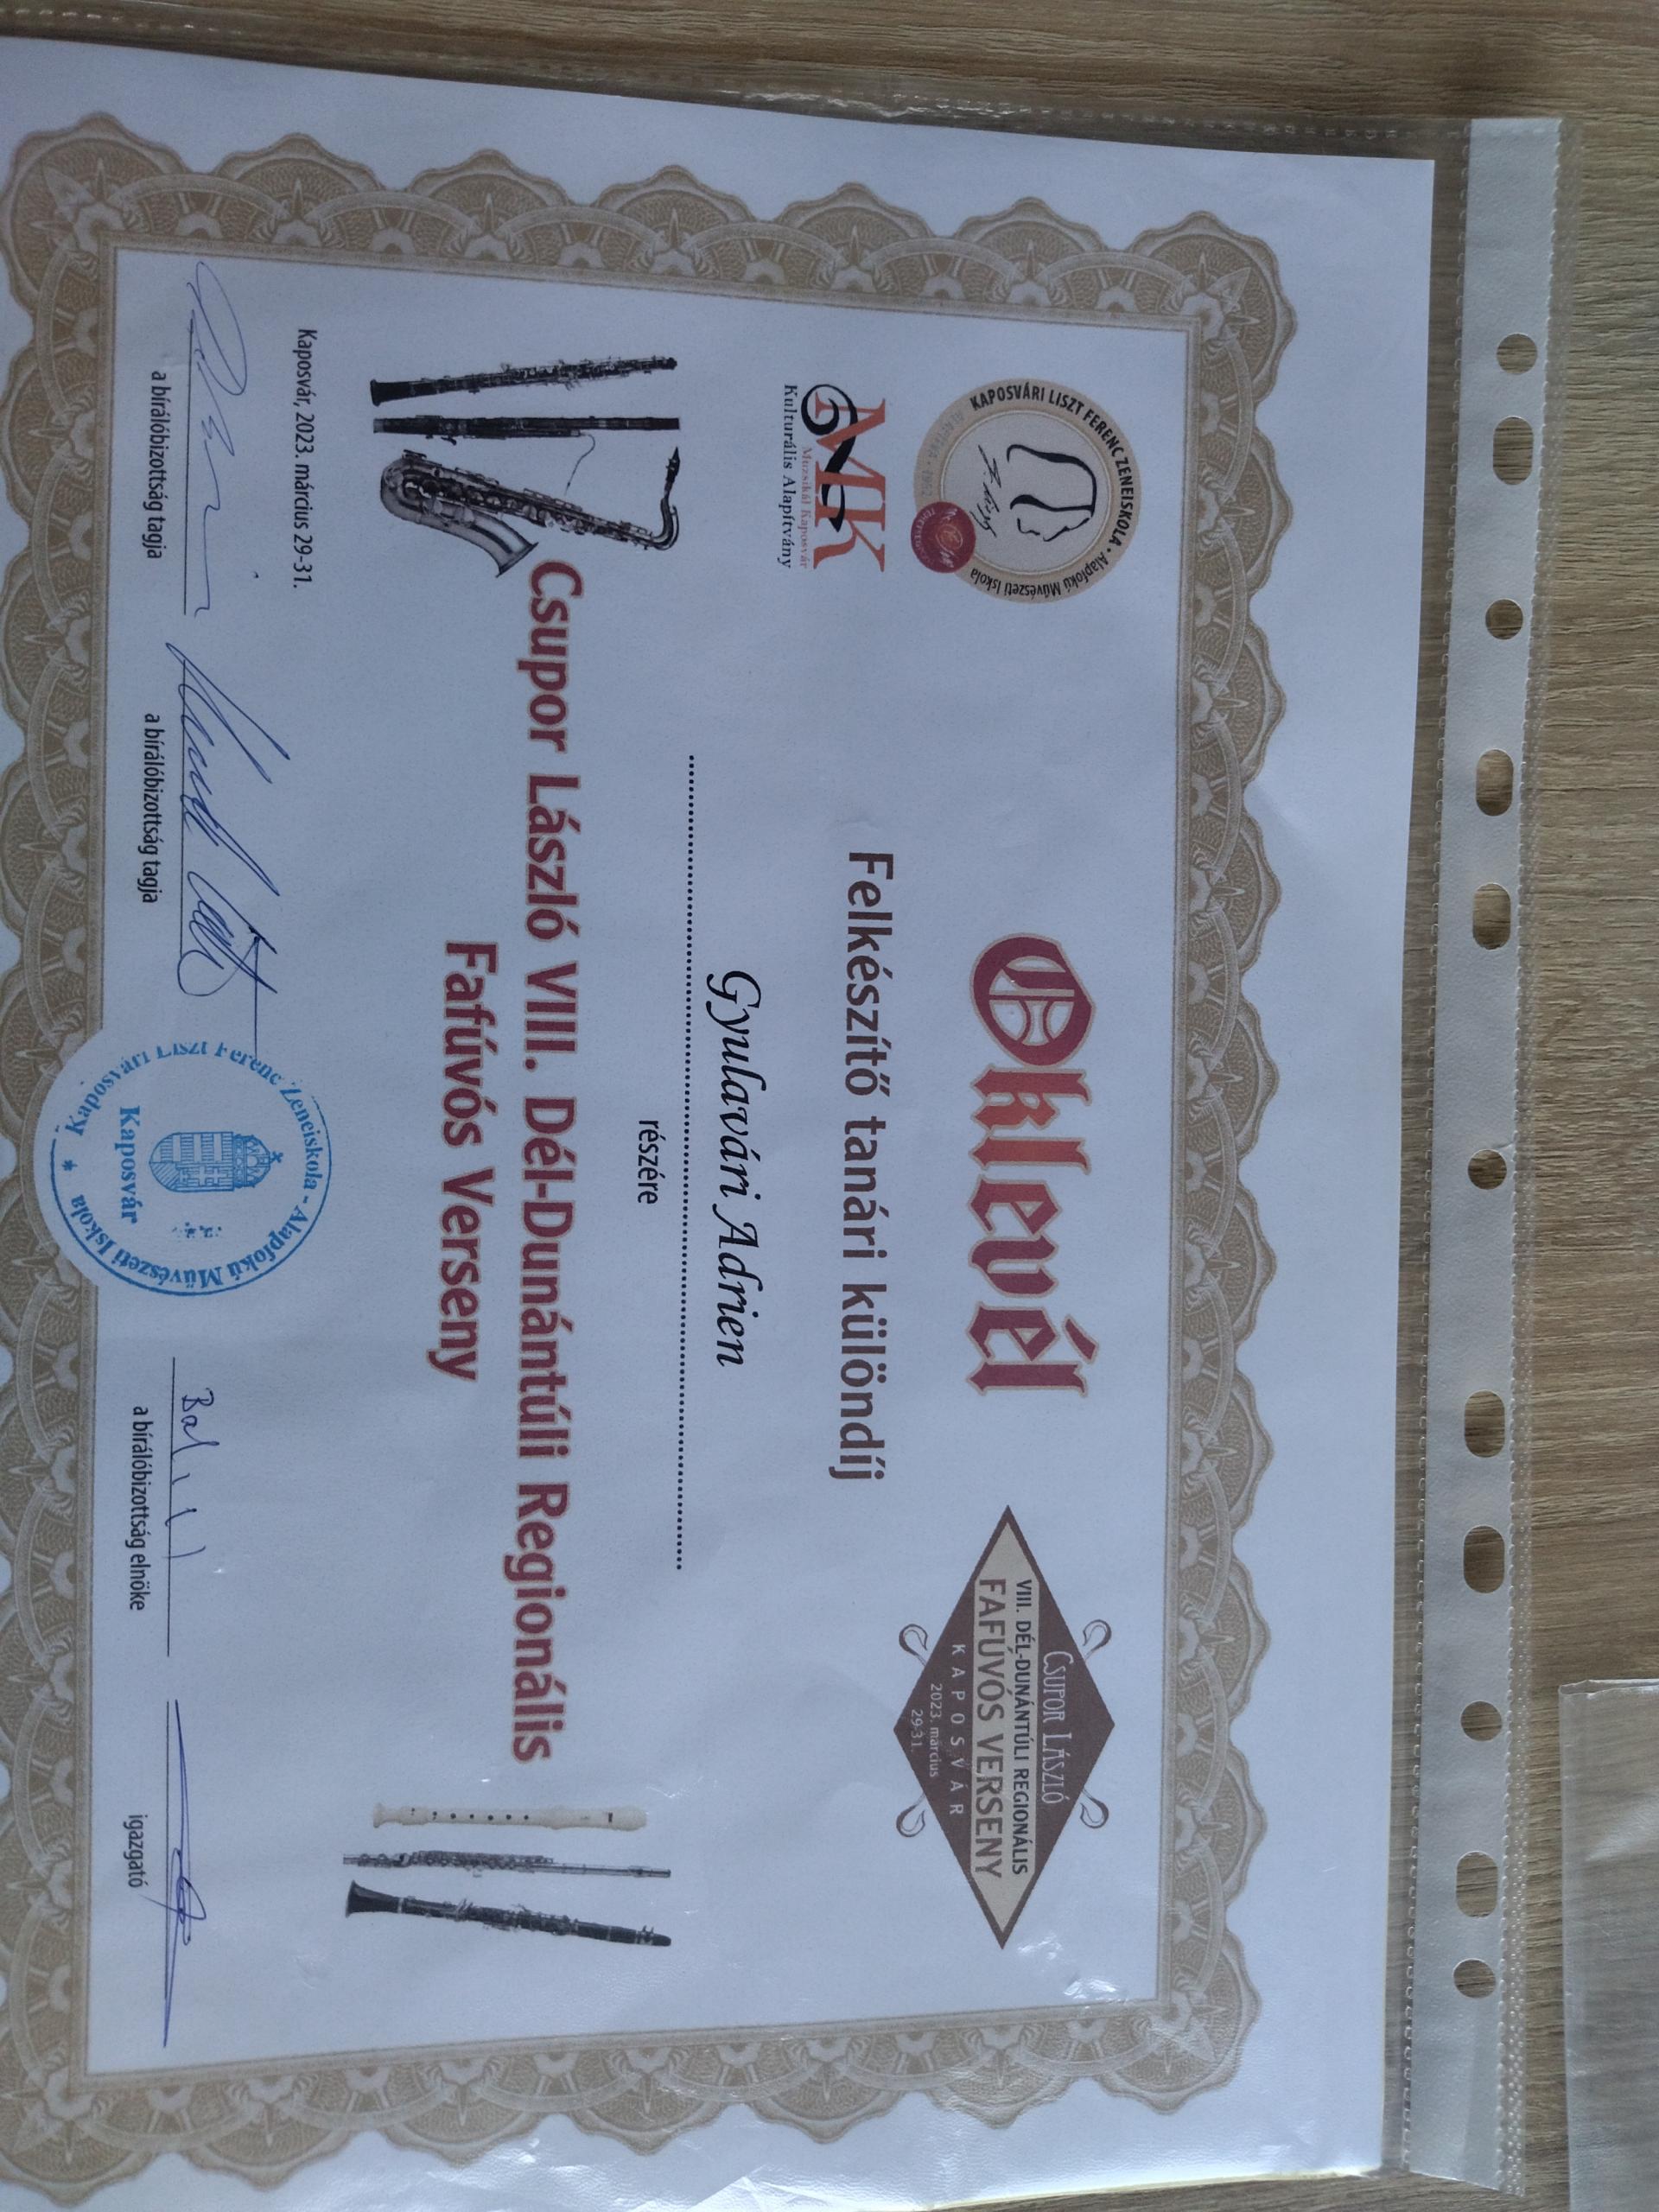 KAPOSVÁRI LISZT FERENC ZENEISKOLA • Alapfokú Művészeti Iskola
MK
Muzsikál Kaposvár
Kulturális Alapítvány
Oklevél
CSUPOR LÁSZLÓ
VIII. DÉL-DUNÁNTÚLI REGIONÁLIS
FAFÚVÓS VERSENY
KAPOSVÁR
2023. március
29-31.
Felkészítő tanári különdíj
Gyulavári Adrien
részére
Csupor László VIII. Dél-Dunántúli Regionális
Fafúvós Verseny
Kaposvár, 2023. március 29-31.
a bírálóbizottság tagja
a bírálóbizottság tagja
Kaposvári Liszt Ferenc Zeneiskola - Alapfokú Művészeti Iskola *
Kaposvár
a bírálóbizottság elnöke
igazgató